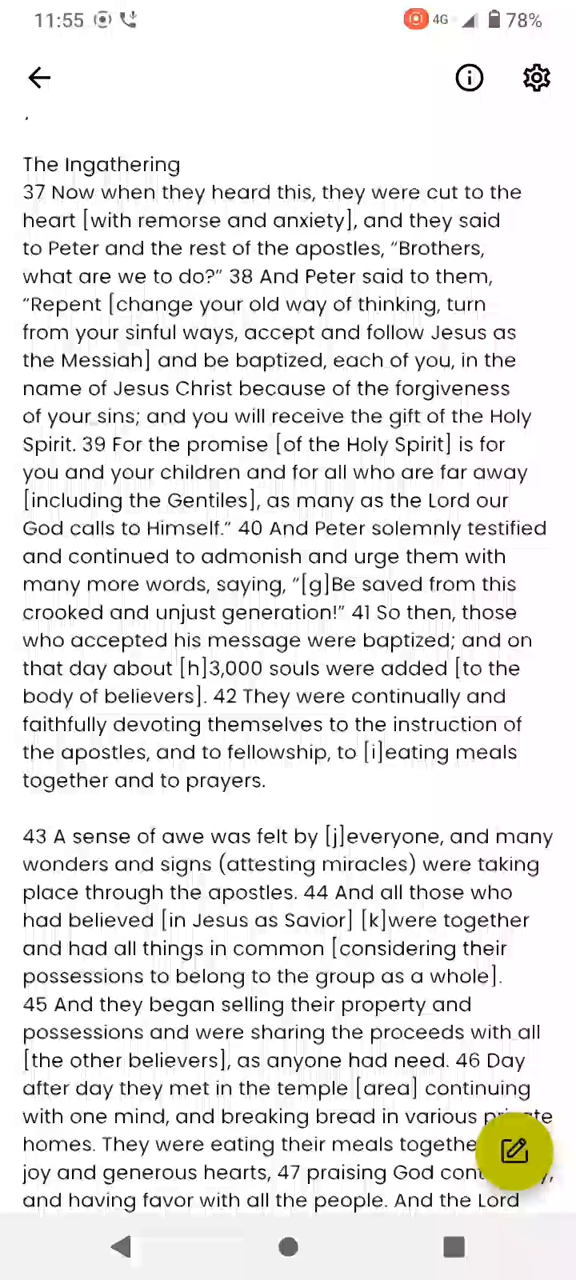 11:55 4G 78%
The Ingathering
37 Now when they heard this, they were cut to the
heart [with remorse and anxiety], and they said
to Peter and the rest of the apostles, “Brothers,
what are we to do?” 38 And Peter said to them,
“Repent [change your old way of thinking, turn
from your sinful ways, accept and follow Jesus as
the Messiah] and be baptized, each of you, in the
name of Jesus Christ because of the forgiveness
of your sins; and you will receive the gift of the Holy
Spirit. 39 For the promise [of the Holy Spirit] is for
you and your children and for all who are far away
[including the Gentiles], as many as the Lord our
God calls to Himself.” 40 And Peter solemnly testified
and continued to admonish and urge them with
many more words, saying, “[g]Be saved from this
crooked and unjust generation!” 41 So then, those
who accepted his message were baptized; and on
that day about [h]3,000 souls were added [to the
body of believers]. 42 They were continually and
faithfully devoting themselves to the instruction of
the apostles, and to fellowship, to [i]eating meals
together and to prayers.
43 A sense of awe was felt by [j]everyone, and many
wonders and signs (attesting miracles) were taking
place through the apostles. 44 And all those who
had believed [in Jesus as Savior] [k]were together
and had all things in common [considering their
possessions to belong to the group as a whole].
45 And they began selling their property and
possessions and were sharing the proceeds with all
[the other believers], as anyone had need. 46 Day
after day they met in the temple [area] continuing
with one mind, and breaking bread in various
homes. They were eating their meals
joy and generous hearts, 47 praising God
and having favor with all the people. And the Lord